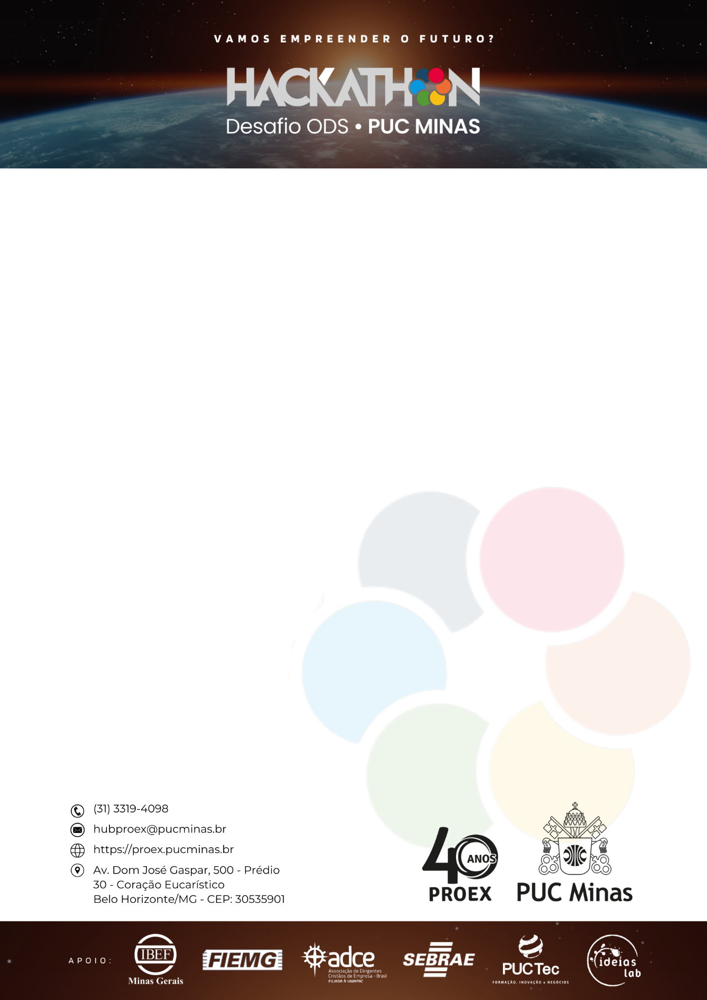 VAMOS EMPREENDER O FUTURO?
HACKATHON
Desafio ODS • PUC MINAS
(31) 3319-4098
hubproex@pucminas.br
https://proex.pucminas.br
Av. Dom José Gaspar, 500 - Prédio
30 - Coração Eucarístico
Belo Horizonte/MG - CEP: 30535901
40 ANOS
PROEX
PUC Minas
APOIO:
IBEF
Minas Gerais
FIEMG
adce
Associação de Dirigentes
Cristãos de Empresa - Brasil
FILIADA À UNIAPAC
SEBRAE
PUCTec
FORMAÇÃO, INOVAÇÃO e NEGÓCIOS
ideias
lab